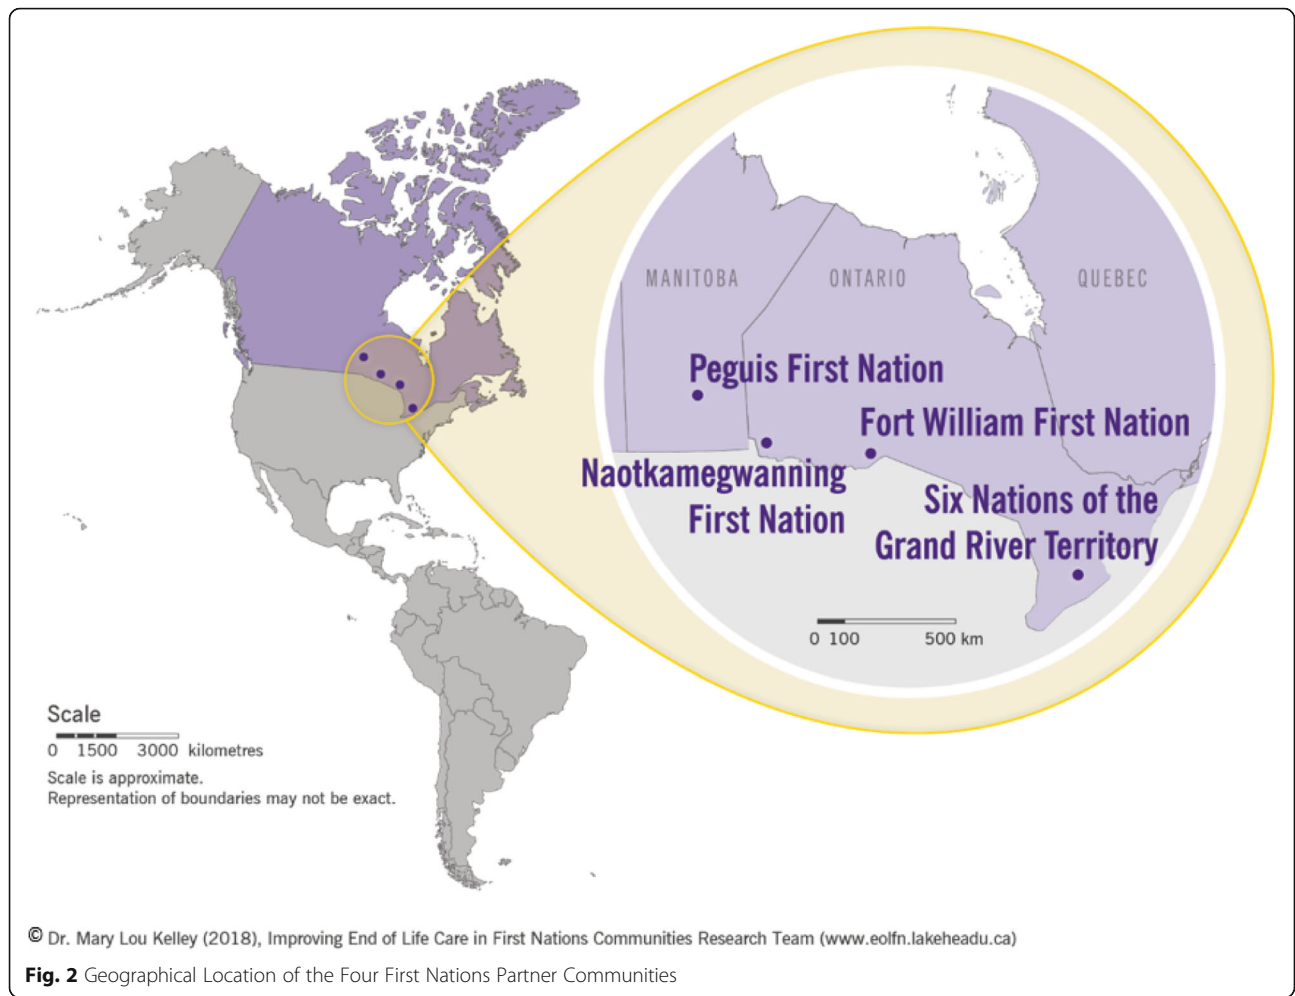 MANITOBA
ONTARIO
QUEBEC
Peguis First Nation
Fort William First Nation
Naotkamegwanning
First Nation
Six Nations of the
Grand River Territory
0 100 500 km
Scale
0 1500 3000 kilometres
Scale is approximate.
Representation of boundaries may not be exact.
© Dr. Mary Lou Kelley (2018), Improving End of Life Care in First Nations Communities Research Team (www.eolfn.lakeheadu.ca)
Fig. 2 Geographical Location of the Four First Nations Partner Communities